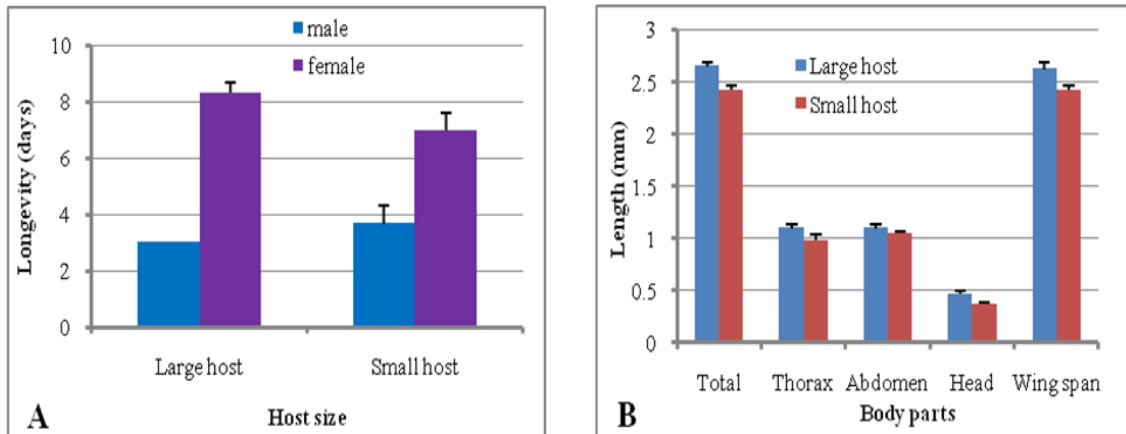 male
female
Longevity (days)
10
8
6
4
2
0
Large host
Small host
Host size
A
Large host
Small host
Length (mm)
3
2.5
2
1.5
1
0.5
0
Total
Thorax
Abdomen
Head
Wing span
Body parts
B